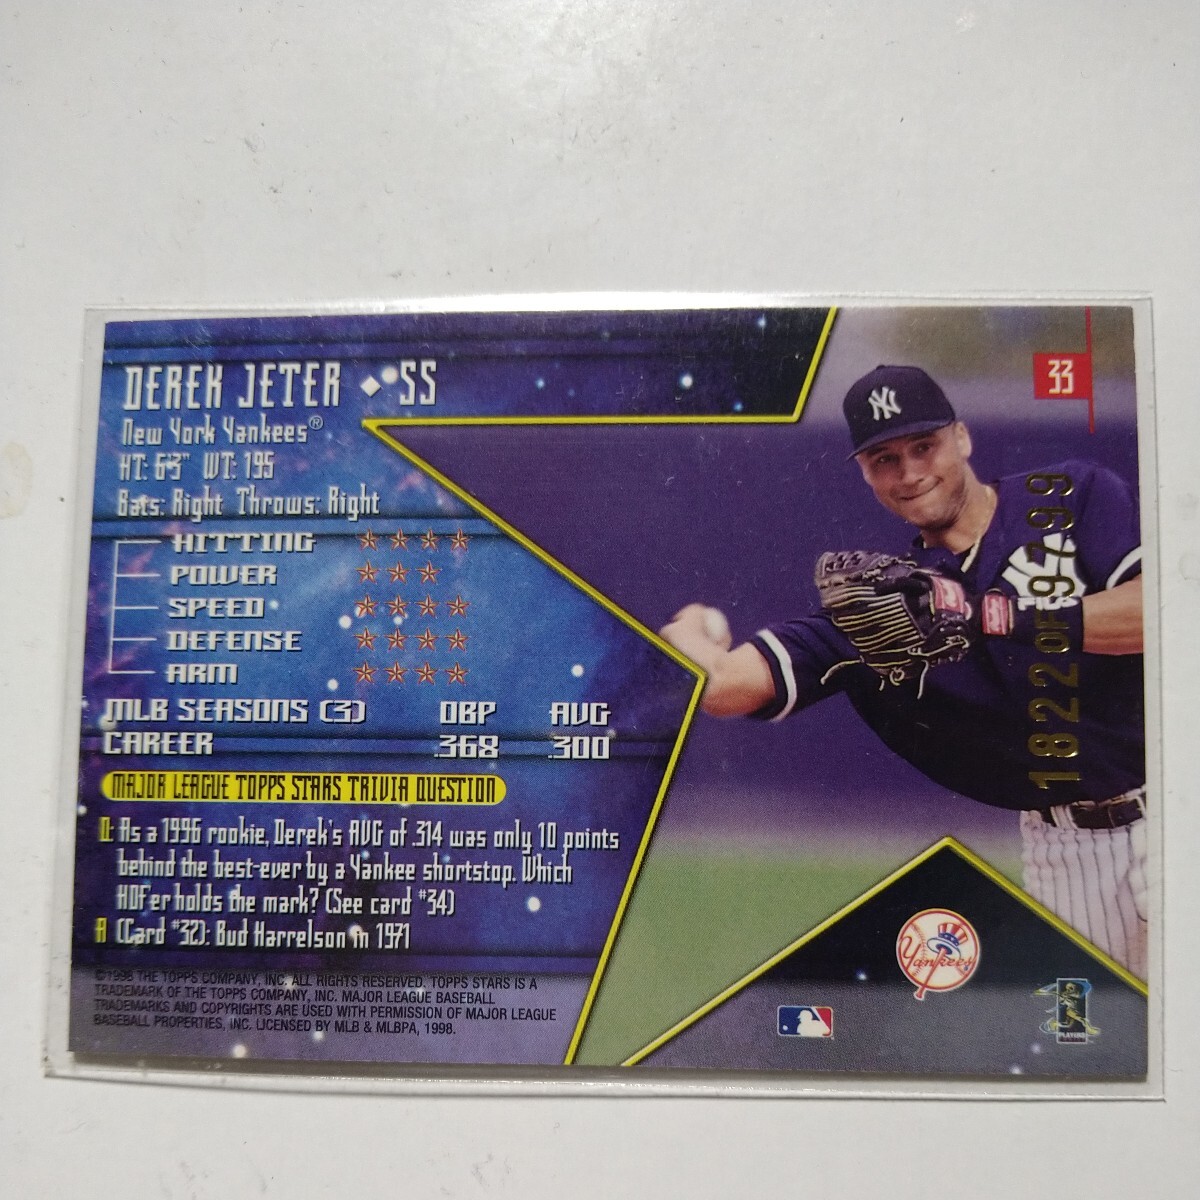 DEREK JETER ◆ SS
New York Yankees®
HT: 6'3" WT: 195
Bats: Right Throws: Right
HITTING ★★★★
POWER ★★★
SPEED ★★★★
DEFENSE ★★★★
ARM ★★★★
MLB SEASONS (3) OBP AVG
CAREER .368 .300
MAJOR LEAGUE TOPPS STARS TRIVIA QUESTION
Q: As a 1996 rookie, Derek's AVG of .314 was only 10 points
behind the best-ever by a Yankee shortstop. Which
HOFer holds the mark? (See card #34)
A (Card #32): Bud Harrelson in 1971
©1998 THE TOPPS COMPANY, INC. ALL RIGHTS RESERVED. TOPPS STARS IS A
TRADEMARK OF THE TOPPS COMPANY, INC. MAJOR LEAGUE BASEBALL
TRADEMARKS AND COPYRIGHTS ARE USED WITH PERMISSION OF MAJOR LEAGUE
BASEBALL PROPERTIES, INC. LICENSED BY MLB & MLBPA, 1998.
33
NY
1822 OF 9799
Yankees
PLAYERS